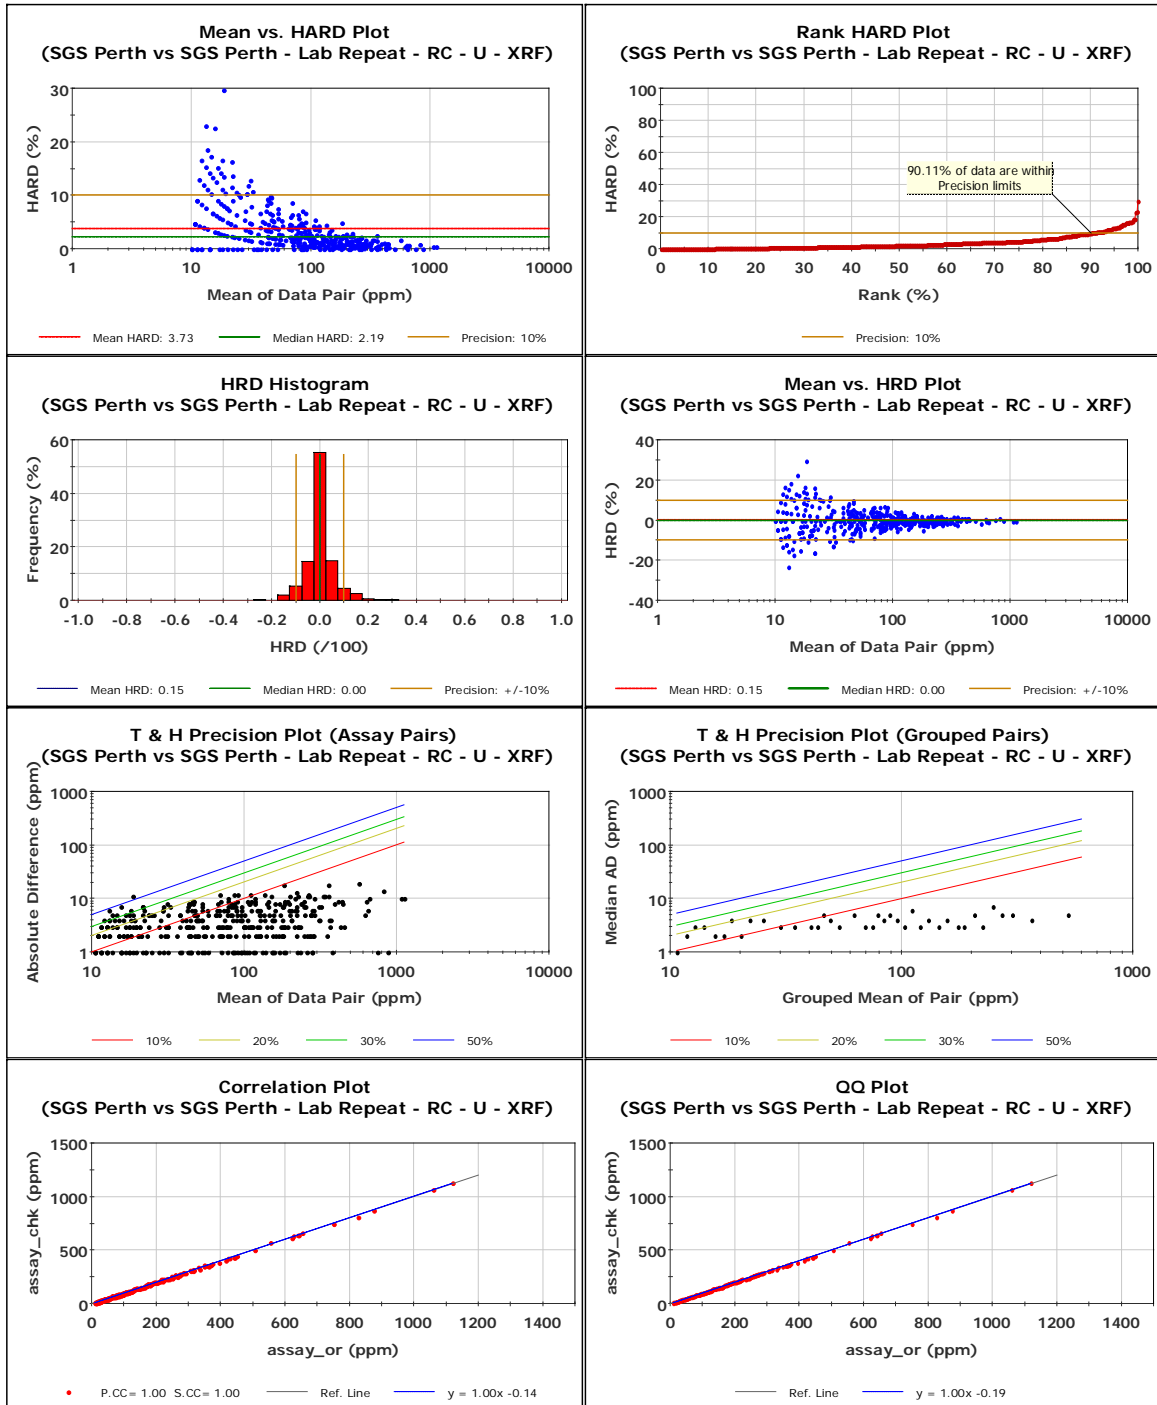 Mean vs. HARD Plot
(SGS Perth vs SGS Perth - Lab Repeat - RC - U - XRF)
HARD (%)
30
20
10
0
1 10 100 1000 10000
Mean of Data Pair (ppm)
Mean HARD: 3.73 Median HARD: 2.19 Precision: 10%
Rank HARD Plot
(SGS Perth vs SGS Perth - Lab Repeat - RC - U - XRF)
HARD (%)
100
80
60
40
20
0
90.11% of data are within
Precision limits
0 10 20 30 40 50 60 70 80 90 100
Rank (%)
Precision: 10%
HRD Histogram
(SGS Perth vs SGS Perth - Lab Repeat - RC - U - XRF)
Frequency (%)
60
40
20
0
-1.0 -0.8 -0.6 -0.4 -0.2 0.0 0.2 0.4 0.6 0.8 1.0
HRD (/100)
Mean HRD: 0.15 Median HRD: 0.00 Precision: +/-10%
Mean vs. HRD Plot
(SGS Perth vs SGS Perth - Lab Repeat - RC - U - XRF)
HRD (%)
40
20
0
-20
-40
1 10 100 1000 10000
Mean of Data Pair (ppm)
Mean HRD: 0.15 Median HRD: 0.00 Precision: +/-10%
T & H Precision Plot (Assay Pairs)
(SGS Perth vs SGS Perth - Lab Repeat - RC - U - XRF)
Absolute Difference (ppm)
1000
100
10
1
10 100 1000 10000
Mean of Data Pair (ppm)
10% 20% 30% 50%
T & H Precision Plot (Grouped Pairs)
(SGS Perth vs SGS Perth - Lab Repeat - RC - U - XRF)
Median AD (ppm)
1000
100
10
1
10 100 1000
Grouped Mean of Pair (ppm)
10% 20% 30% 50%
Correlation Plot
(SGS Perth vs SGS Perth - Lab Repeat - RC - U - XRF)
assay_chk (ppm)
1500
1000
500
0
0 200 400 600 800 1000 1200 1400
assay_or (ppm)
P.CC= 1.00 S.CC= 1.00 Ref. Line y = 1.00x -0.14
QQ Plot
(SGS Perth vs SGS Perth - Lab Repeat - RC - U - XRF)
assay_chk (ppm)
1500
1000
500
0
0 200 400 600 800 1000 1200 1400
assay_or (ppm)
Ref. Line y = 1.00x -0.19